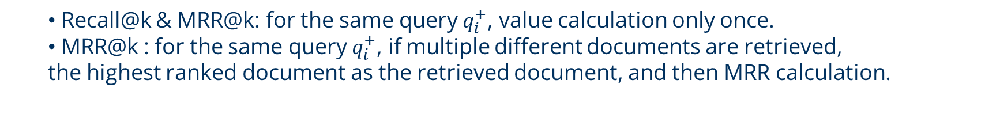 • Recall@k & MRR@k: for the same query $q_i^+$, value calculation only once.
• MRR@k : for the same query $q_i^+$, if multiple different documents are retrieved,
the highest ranked document as the retrieved document, and then MRR calculation.